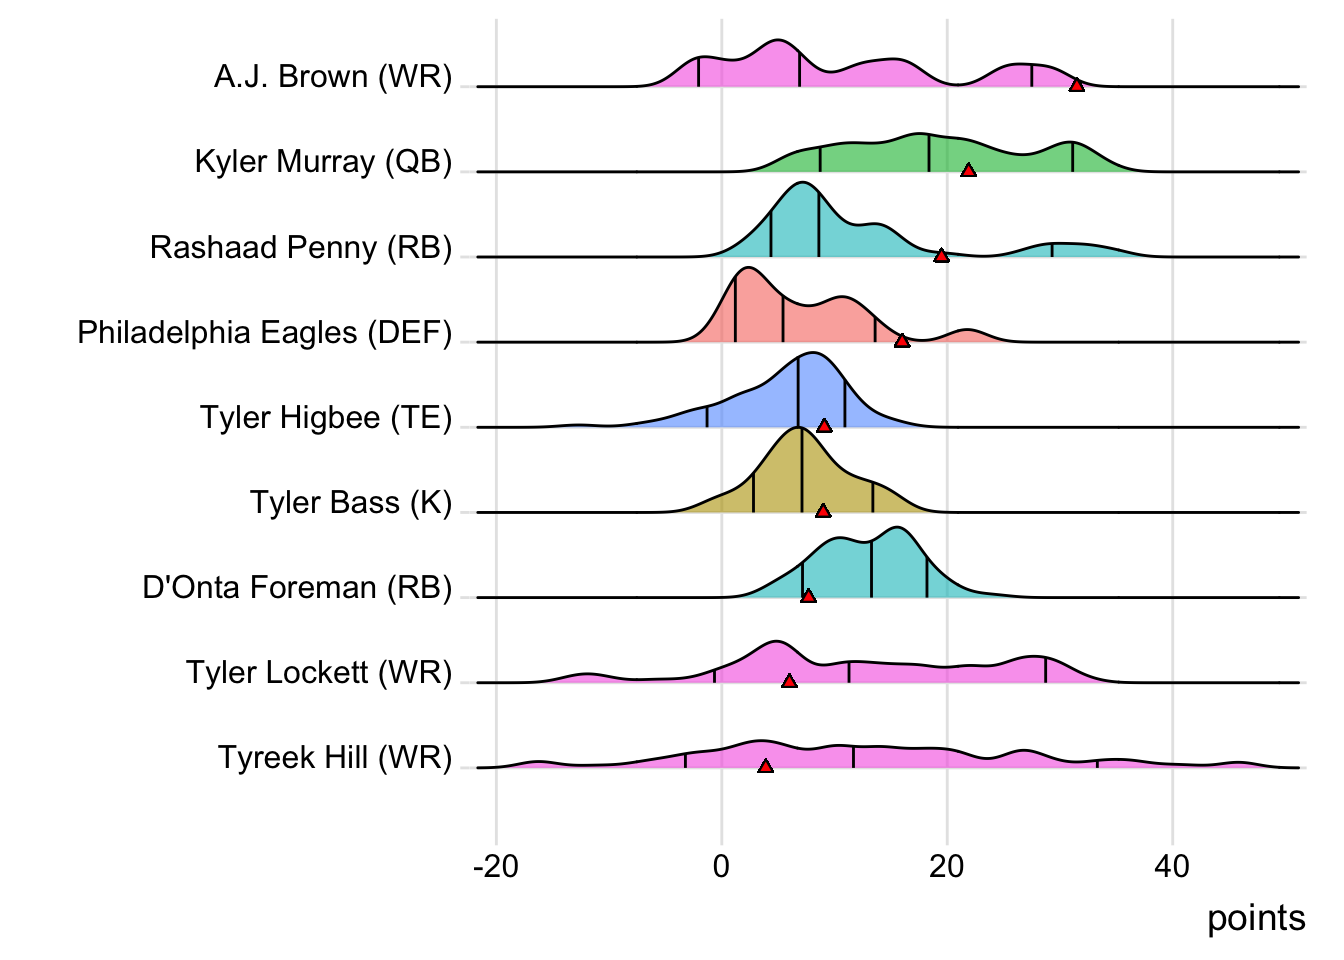 A.J. Brown (WR)
Kyler Murray (QB)
Rashaad Penny (RB)
Philadelphia Eagles (DEF)
Tyler Higbee (TE)
Tyler Bass (K)
D'Onta Foreman (RB)
Tyler Lockett (WR)
Tyreek Hill (WR)
-20 0 20 40
points